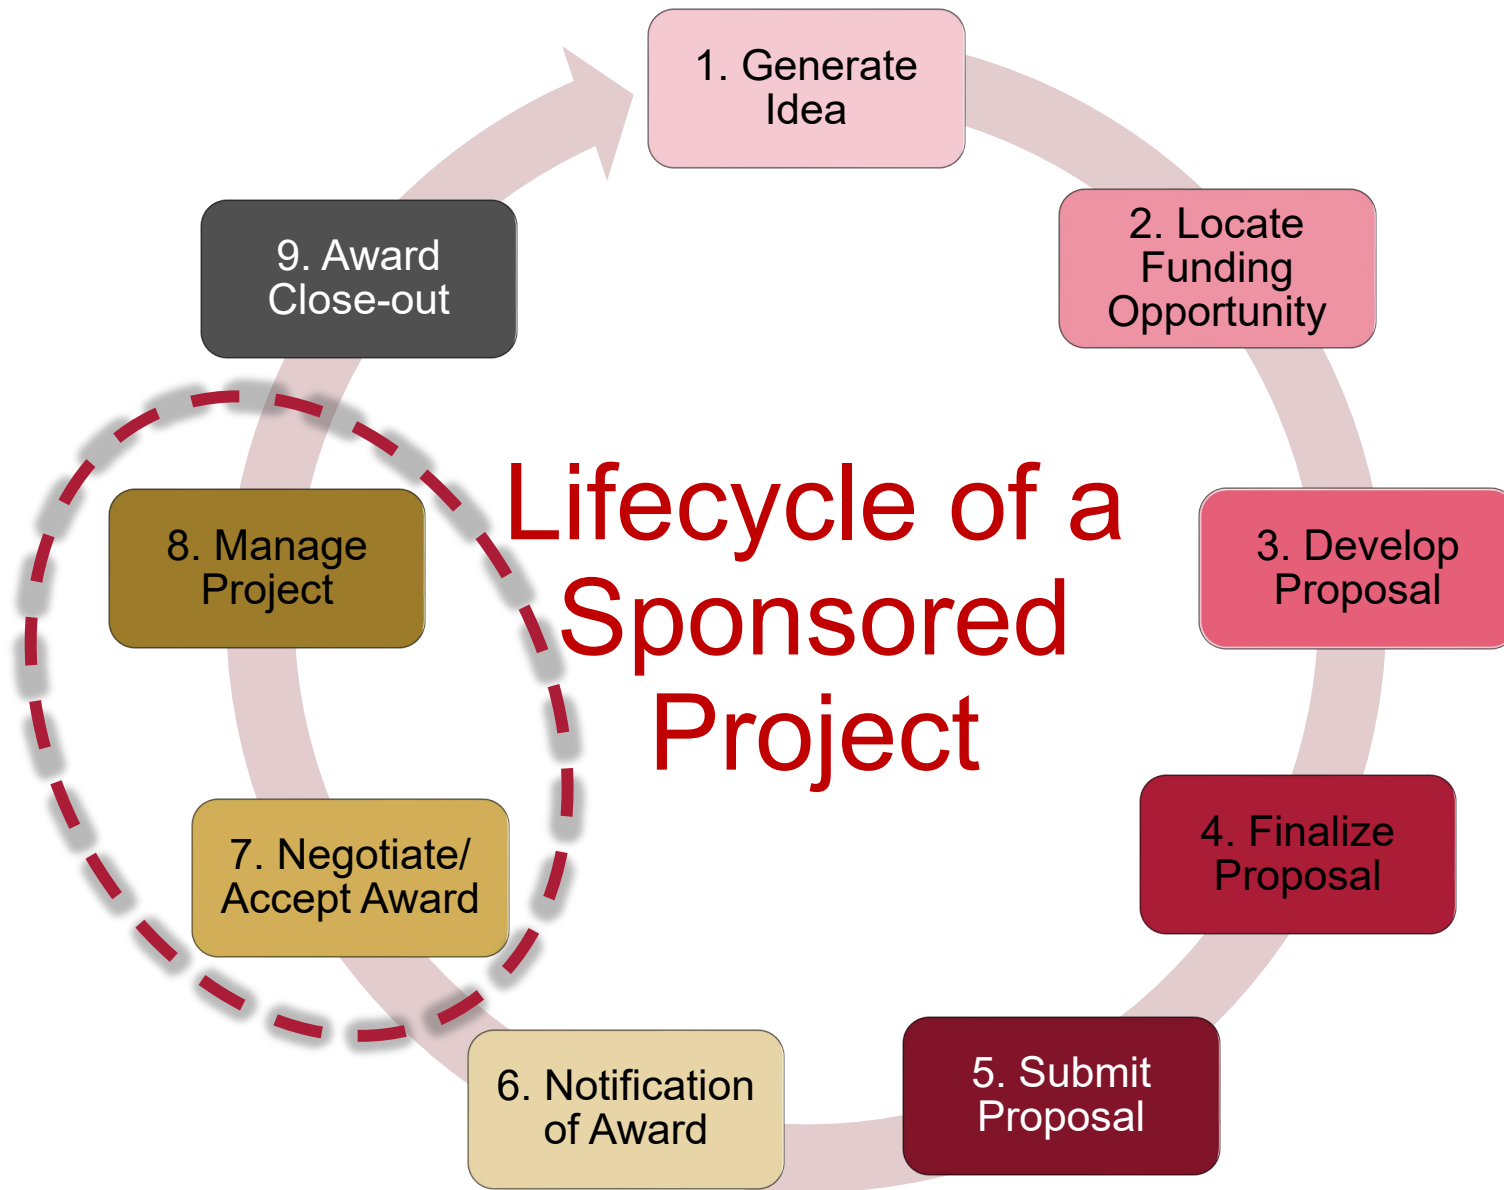 1. Generate
Idea
2. Locate
Funding
Opportunity
3. Develop
Proposal
4. Finalize
Proposal
5. Submit
Proposal
6. Notification
of Award
7. Negotiate/
Accept Award
8. Manage
Project
9. Award
Close-out
Lifecycle of a
Sponsored
Project